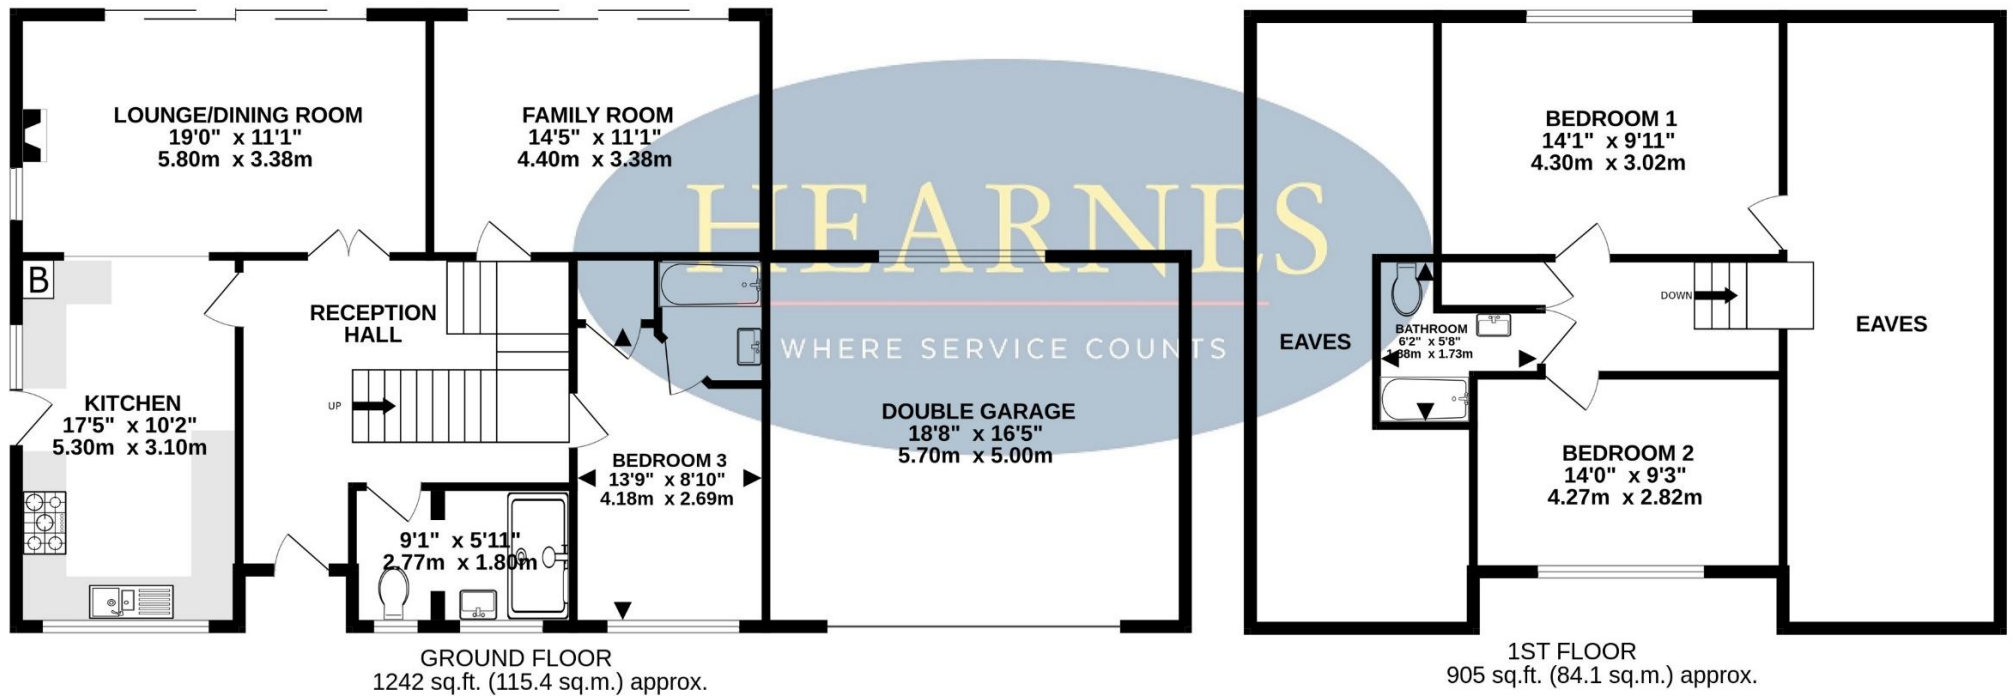 LOUNGE/DINING ROOM
19'0" x 11'1"
5.80m x 3.38m
FAMILY ROOM
14'5" x 11'1"
4.40m x 3.38m
B
RECEPTION
HALL
UP
KITCHEN
17'5" x 10'2"
5.30m x 3.10m
9'1" x 5'11"
2.77m x 1.80m
BEDROOM 3
13'9" x 8'10"
4.18m x 2.69m
DOUBLE GARAGE
18'8" x 16'5"
5.70m x 5.00m
HEARNES
WHERE SERVICE COUNTS
GROUND FLOOR
1242 sq.ft. (115.4 sq.m.) approx.
BEDROOM 1
14'1" x 9'11"
4.30m x 3.02m
DOWN
EAVES
BATHROOM
6'2" x 5'8"
1.88m x 1.73m
EAVES
BEDROOM 2
14'0" x 9'3"
4.27m x 2.82m
1ST FLOOR
905 sq.ft. (84.1 sq.m.) approx.